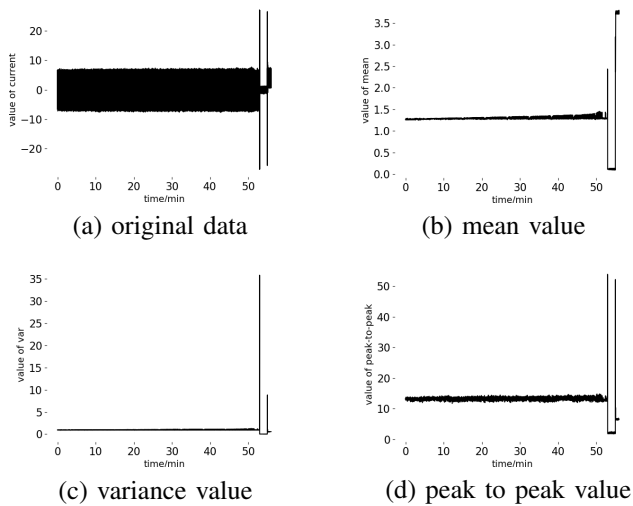 value of current
20
10
0
−10
−20
0 10 20 30 40 50
time/min
(a) original data
value of mean
3.5
3.0
2.5
2.0
1.5
1.0
0.5
0.0
0 10 20 30 40 50
time/min
(b) mean value
value of var
35
30
25
20
15
10
5
0
0 10 20 30 40 50
time/min
(c) variance value
value of peak-to-peak
50
40
30
20
10
0
0 10 20 30 40 50
time/min
(d) peak to peak value